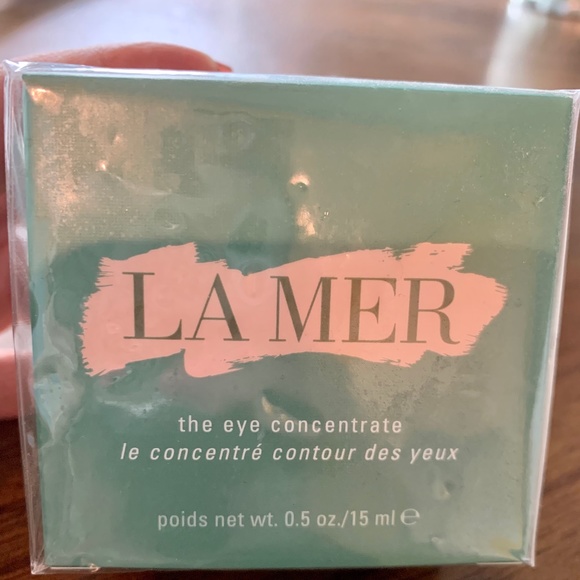 LA MER
the eye concentrate
le concentré contour des yeux
poids net wt. 0.5 oz./15 ml ℮